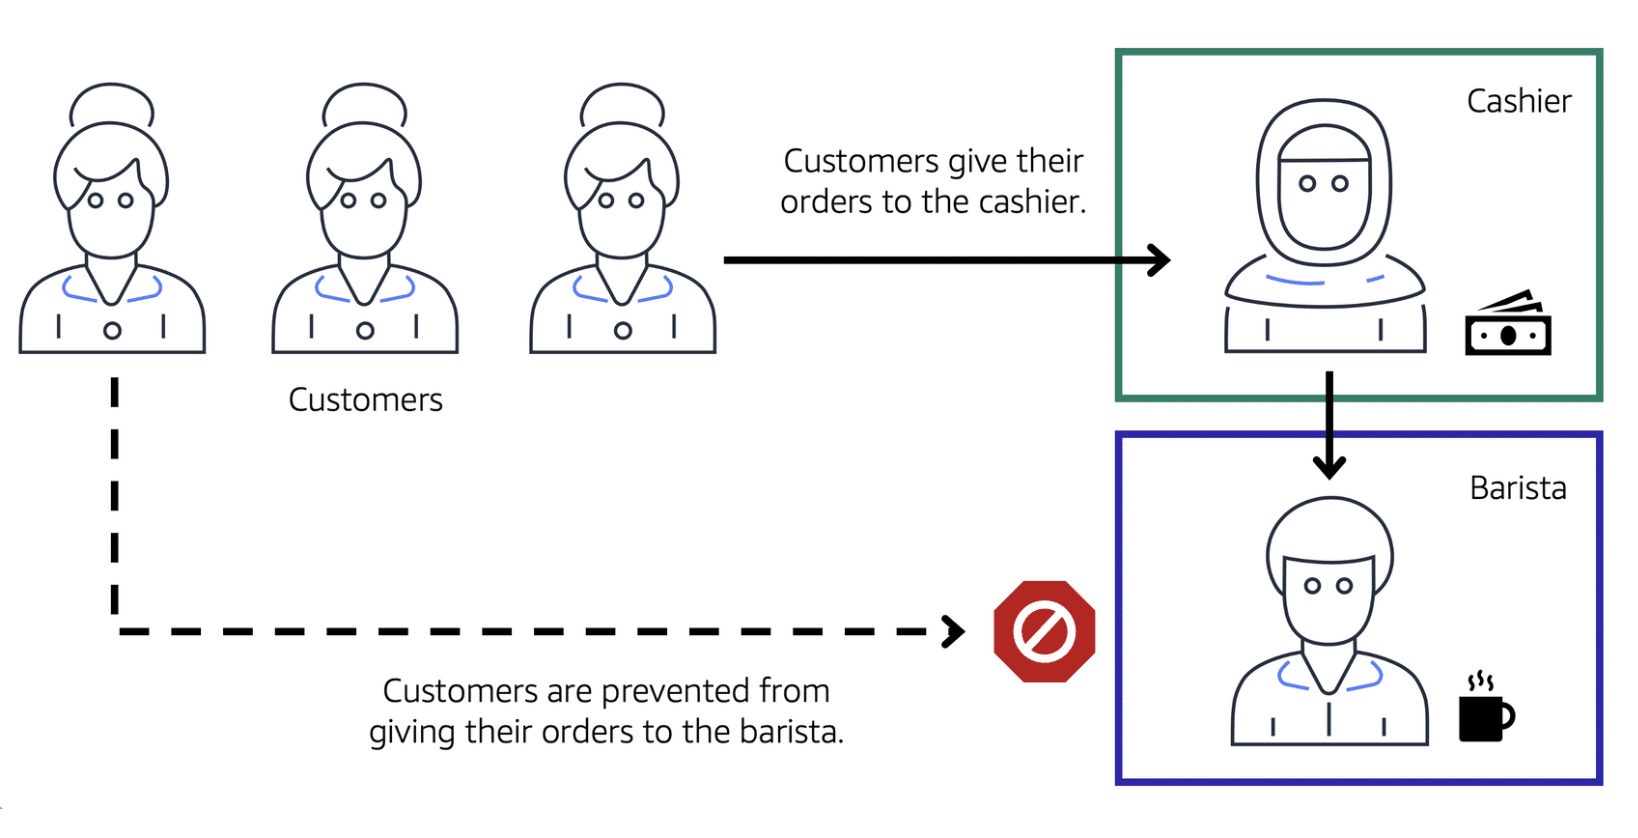 Cashier
Customers give their
orders to the cashier.
Customers
Barista
Customers are prevented from
giving their orders to the barista.